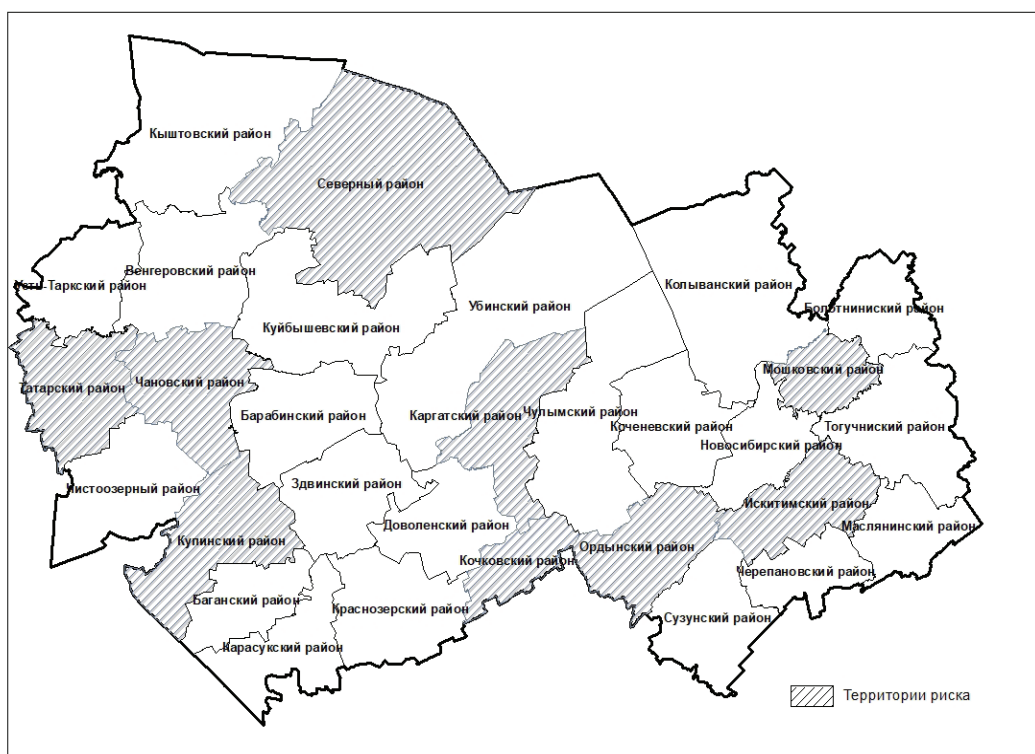 Кыштовский район
Северный район
Венгеровский район
Усть-Таркский район
Колыванский район
Убинский район
Болотниниский район
Куйбышевский район
Мошковский район
Татарский район
Чановский район
Барабинский район
Каргатский район
Чулымский район
Коченевский район
Тогучниский район
Новосибирский район
Чистоозерный район
Здвинский район
Искитимский район
Доволенский район
Маслянинский район
Купинский район
Кочковский район
Ордынский район
Черепановский район
Баганский район
Краснозерский район
Сузунский район
Карасукский район
Территории риска